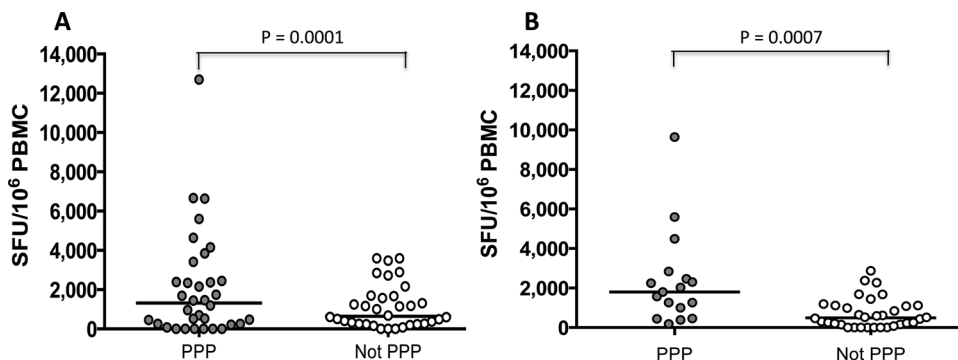 A
P = 0.0001
14,000
12,000
10,000
8,000
6,000
4,000
2,000
0
SFU/10⁶ PBMC
PPP Not PPP
B
P = 0.0007
14,000
12,000
10,000
8,000
6,000
4,000
2,000
0
SFU/10⁶ PBMC
PPP Not PPP